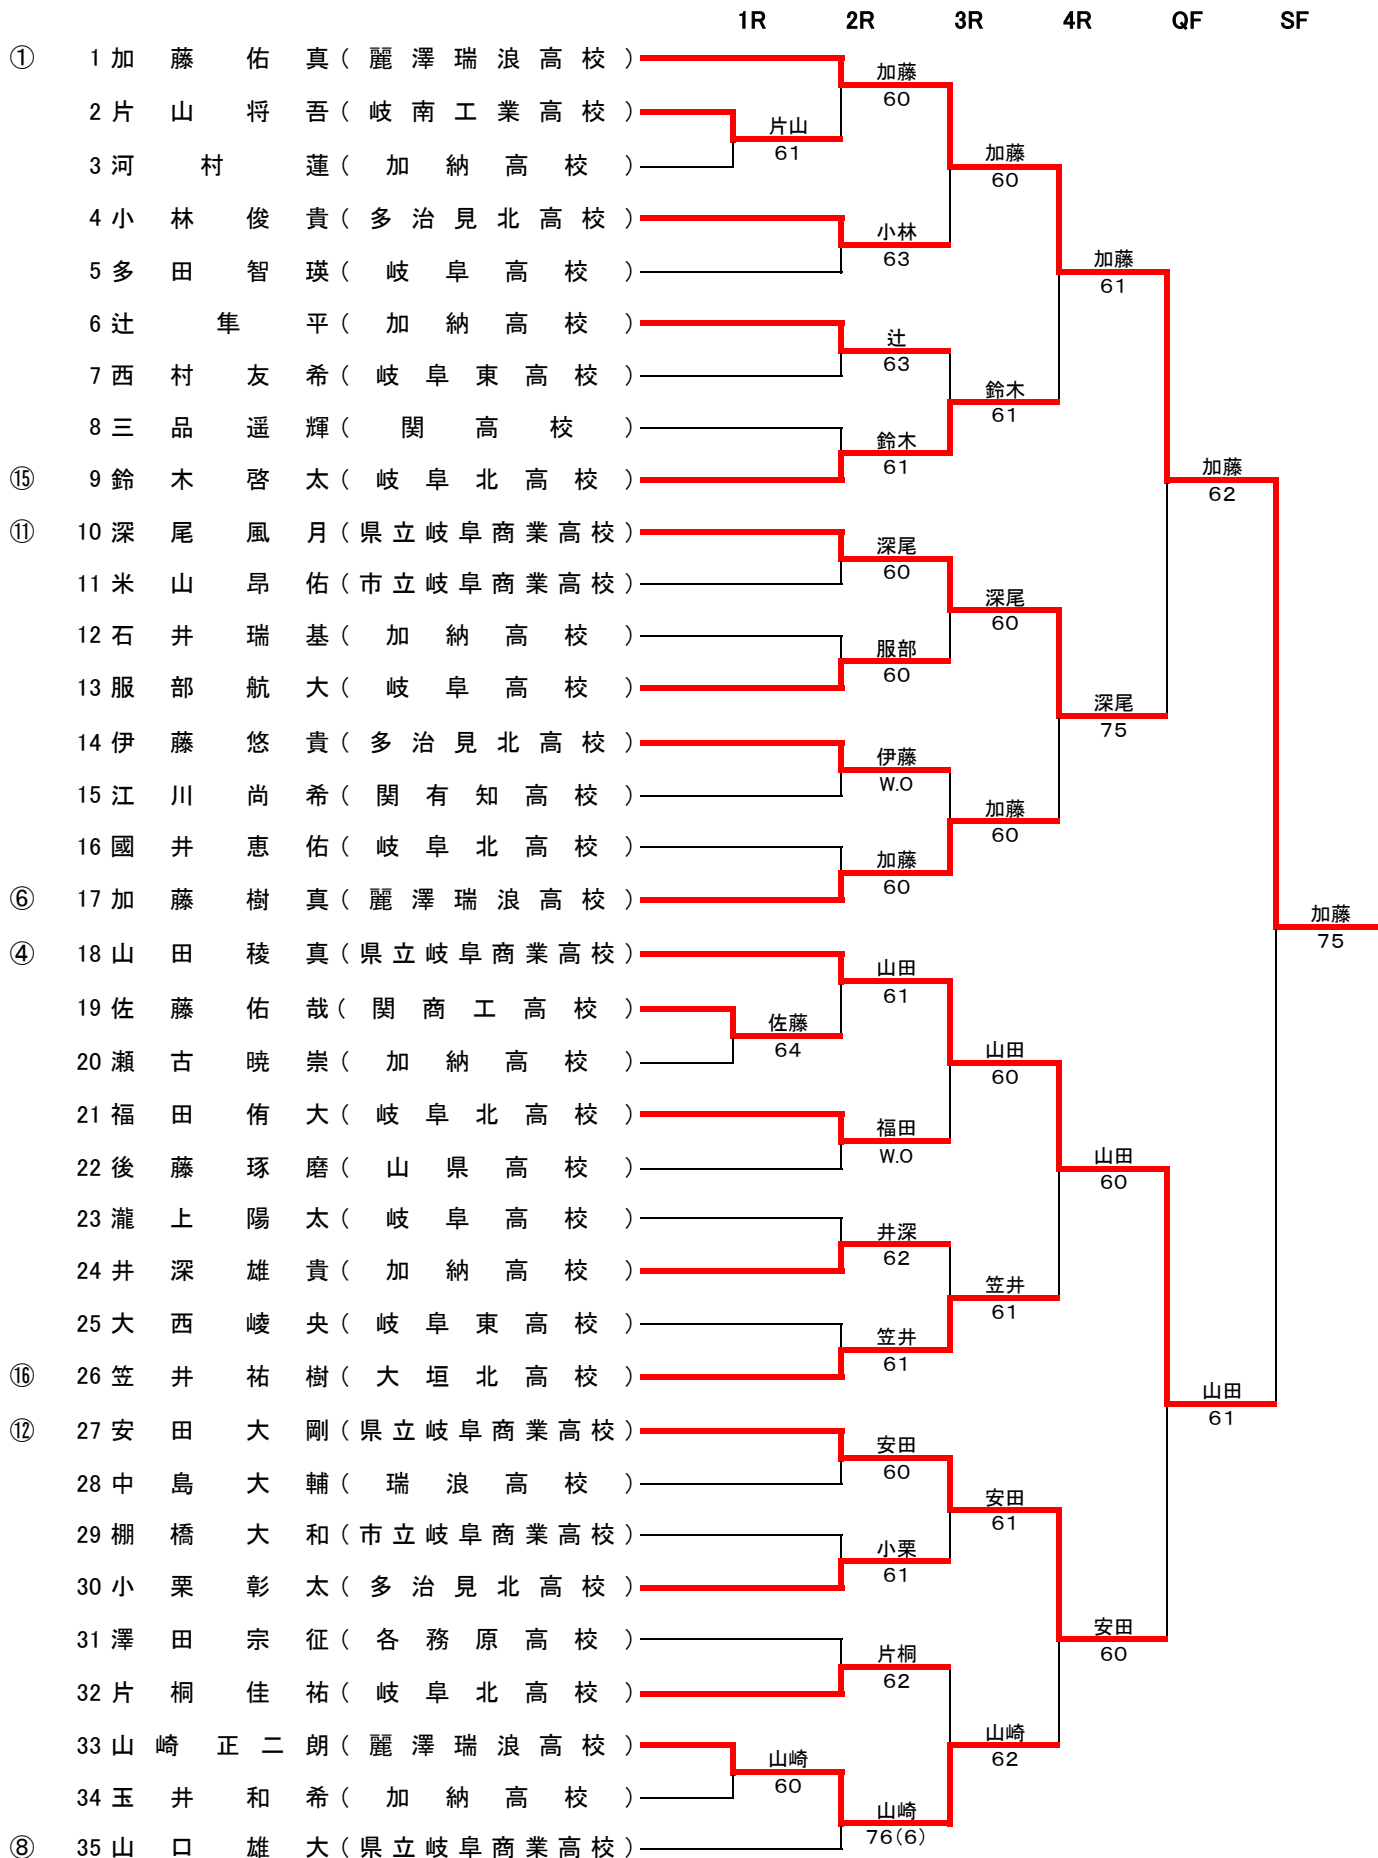 1R 2R 3R 4R QF SF
① 1 加藤佑真(麗澤瑞浪高校)
加藤
60
2 片山将吾(岐南工業高校)
片山
61
加藤
60
3 河村蓮(加納高校)
4 小林俊貴(多治見北高校)
小林
63
加藤
61
5 多田智瑛(岐阜高校)
6 辻隼平(加納高校)
辻
63
7 西村友希(岐阜東高校)
鈴木
61
8 三品遥輝(関高校)
鈴木
61
⑮ 9 鈴木啓太(岐阜北高校)
加藤
62
⑪ 10 深尾風月(県立岐阜商業高校)
深尾
60
11 米山昂佑(市立岐阜商業高校)
深尾
60
12 石井瑞基(加納高校)
服部
60
13 服部航大(岐阜高校)
深尾
75
14 伊藤悠貴(多治見北高校)
伊藤
W.O
15 江川尚希(関有知高校)
加藤
60
16 國井恵佑(岐阜北高校)
加藤
60
⑥ 17 加藤樹真(麗澤瑞浪高校)
加藤
75
④ 18 山田稜真(県立岐阜商業高校)
山田
61
19 佐藤佑哉(関商工高校)
佐藤
64
山田
60
20 瀬古暁崇(加納高校)
21 福田侑大(岐阜北高校)
福田
W.O
山田
60
22 後藤琢磨(山県高校)
23 瀧上陽太(岐阜高校)
井深
62
24 井深雄貴(加納高校)
笠井
61
25 大西崚央(岐阜東高校)
笠井
61
⑯ 26 笠井祐樹(大垣北高校)
山田
61
⑫ 27 安田大剛(県立岐阜商業高校)
安田
60
28 中島大輔(瑞浪高校)
安田
61
29 棚橋大和(市立岐阜商業高校)
小栗
61
30 小栗彰太(多治見北高校)
安田
60
31 澤田宗征(各務原高校)
片桐
62
32 片桐佳祐(岐阜北高校)
山崎
62
33 山崎正二朗(麗澤瑞浪高校)
山崎
60
34 玉井和希(加納高校)
山崎
76(6)
⑧ 35 山口雄大(県立岐阜商業高校)